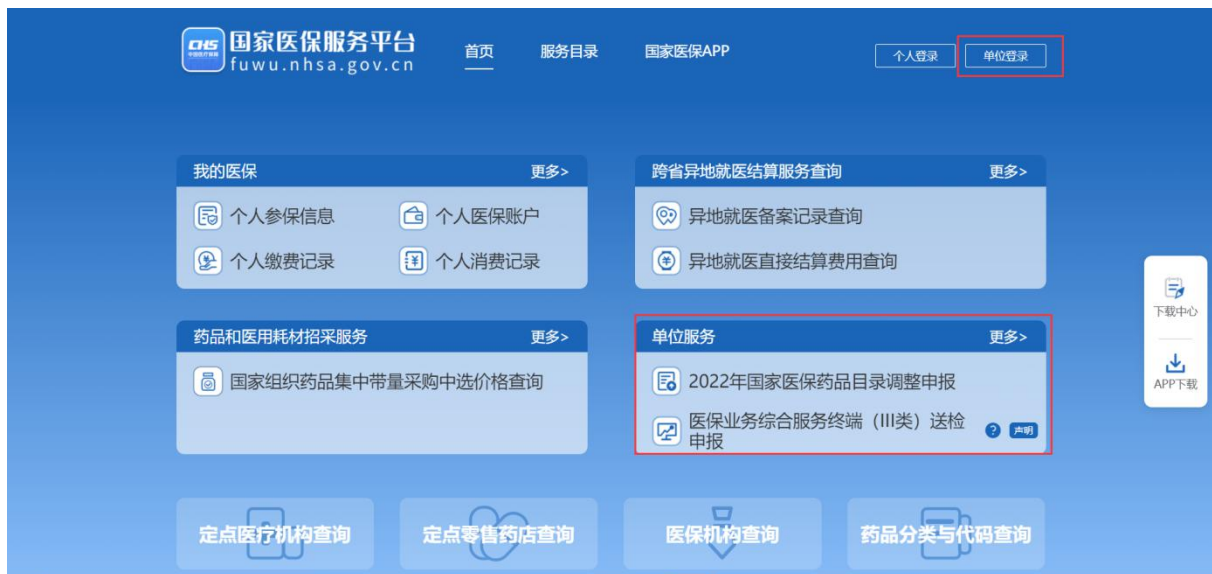 CHS 国家医保服务平台
fuwu.nhsa.gov.cn
首页 服务目录 国家医保APP
个人登录 单位登录
我的医保 更多>
个人参保信息 个人医保账户
个人缴费记录 个人消费记录
跨省异地就医结算服务查询 更多>
异地就医备案记录查询
异地就医直接结算费用查询
药品和医用耗材招采服务 更多>
国家组织药品集中带量采购中选价格查询
单位服务 更多>
2022年国家医保药品目录调整申报
医保业务综合服务终端（III类）送检
申报
? 声明
下载中心
APP下载
定点医疗机构查询 定点零售药店查询 医保机构查询 药品分类与代码查询